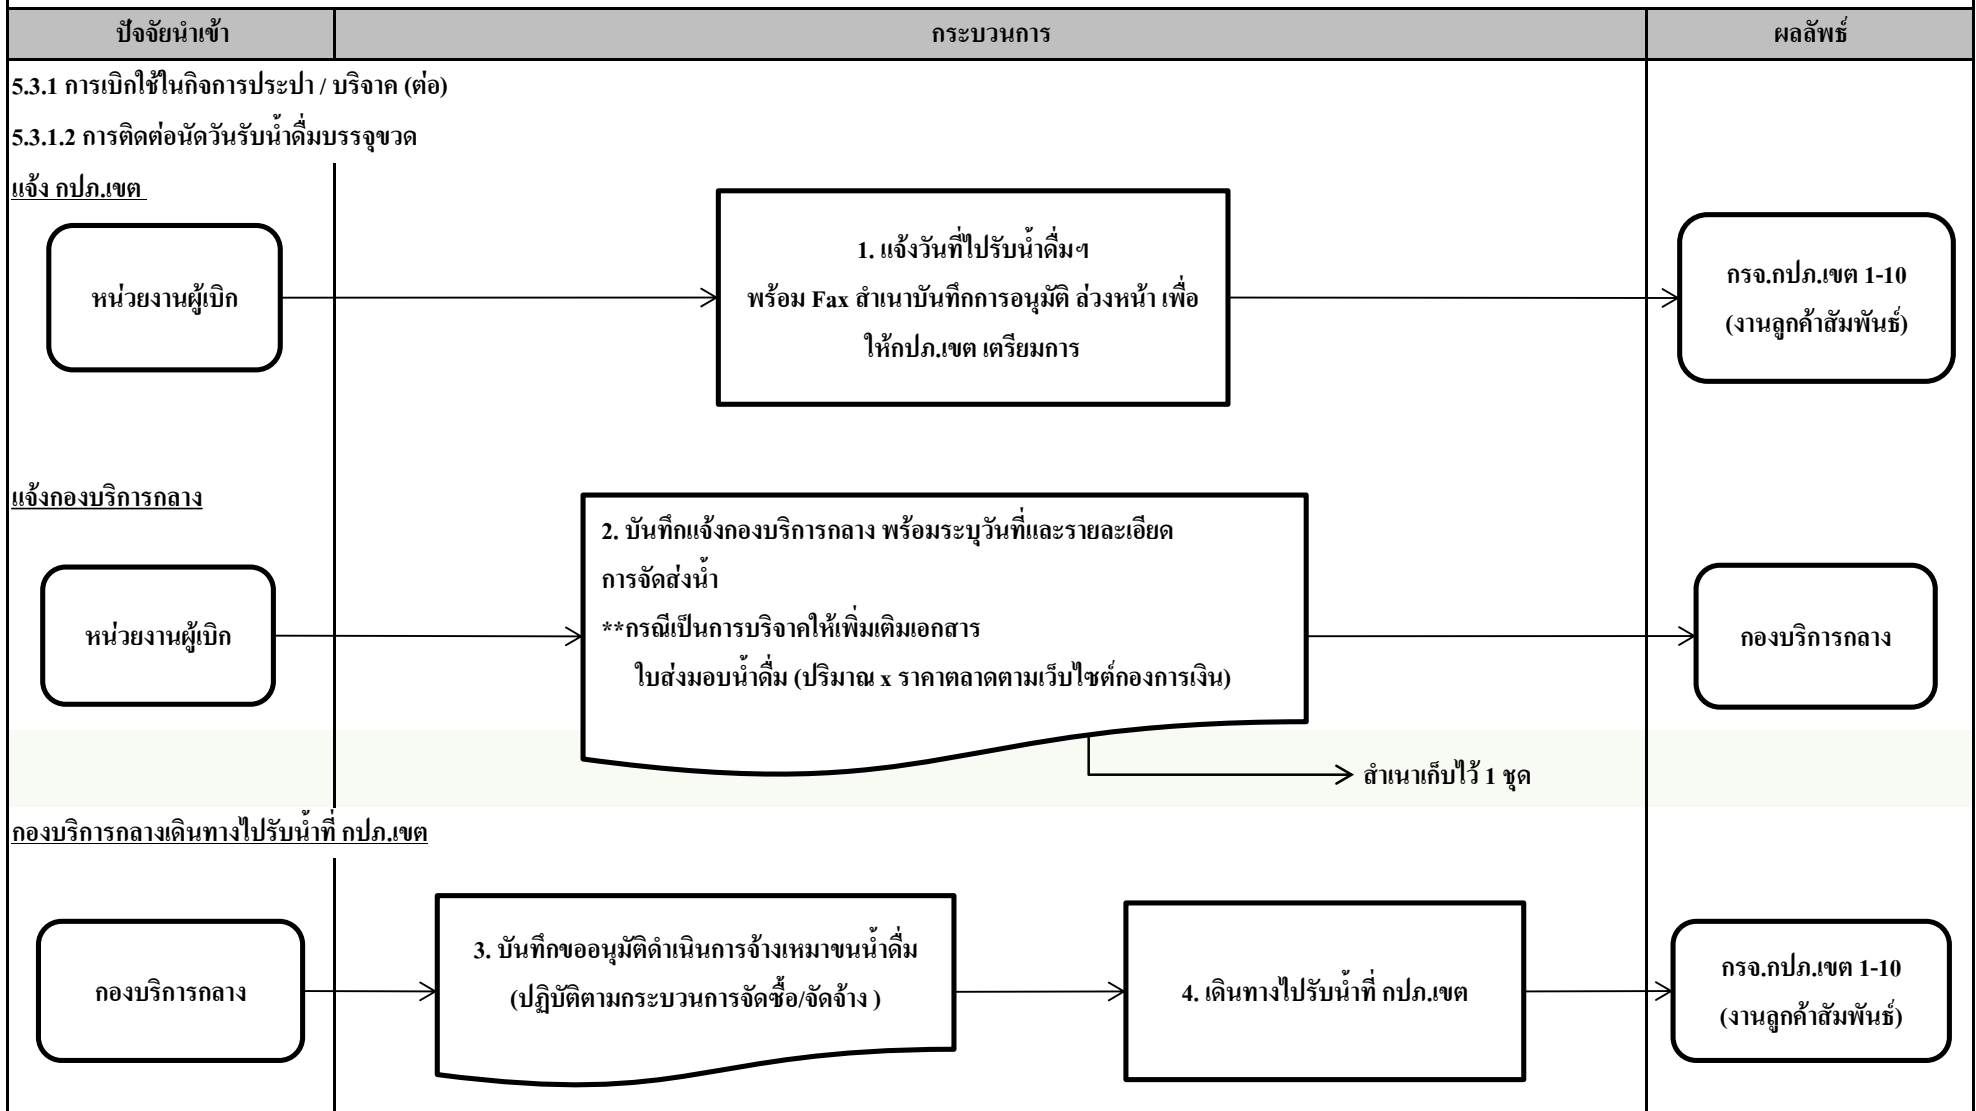 ปัจจัยนำเข้า
กระบวนการ
ผลลัพธ์
5.3.1 การเบิกใช้ในกิจการประปา / บริจาค (ต่อ)
5.3.1.2 การติดต่อนัดวันรับน้ำดื่มบรรจุขวด
แจ้ง กปภ.เขต
หน่วยงานผู้เบิก
1. แจ้งวันที่ไปรับน้ำดื่มฯ
พร้อม Fax สำเนาบันทึกการอนุมัติ ล่วงหน้า เพื่อ
ให้กปภ.เขต เตรียมการ
กรจ.กปภ.เขต 1-10
(งานลูกค้าสัมพันธ์)
แจ้งกองบริการกลาง
หน่วยงานผู้เบิก
2. บันทึกแจ้งกองบริการกลาง พร้อมระบุวันที่และรายละเอียด
การจัดส่งน้ำ
**กรณีเป็นการบริจาคให้เพิ่มเติมเอกสาร
ใบส่งมอบน้ำดื่ม (ปริมาณ x ราคาตลาดตามเว็บไซต์กองการเงิน)
กองบริการกลาง
สำเนาเก็บไว้ 1 ชุด
กองบริการกลางเดินทางไปรับน้ำที่ กปภ.เขต
กองบริการกลาง
3. บันทึกขออนุมัติดำเนินการจ้างเหมาขนน้ำดื่ม
(ปฏิบัติตามกระบวนการจัดซื้อ/จัดจ้าง )
4. เดินทางไปรับน้ำที่ กปภ.เขต
กรจ.กปภ.เขต 1-10
(งานลูกค้าสัมพันธ์)